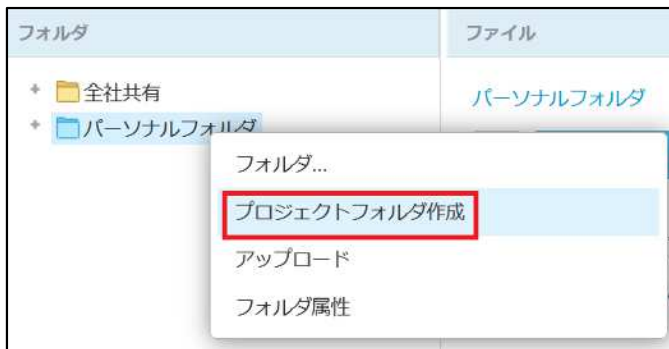 フォルダ
ファイル
全社共有
パーソナルフォルダ
パーソナルフォルダ
フォルダ...
プロジェクトフォルダ作成
アップロード
フォルダ属性